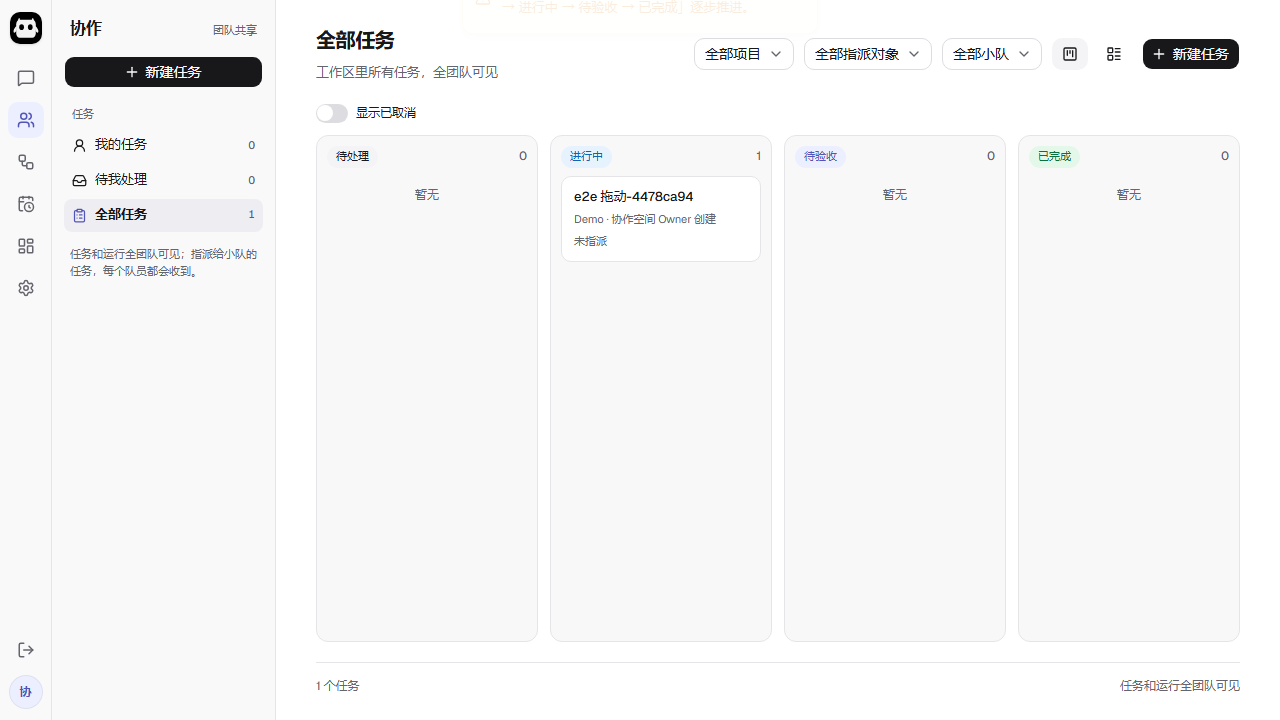 → 进行中 → 待验收 → 已完成」逐步推进。
协作
团队共享
新建任务
任务
我的任务 0
待我处理 0
全部任务 1
任务和运行全团队可见；指派给小队的
任务，每个队员都会收到。
协
全部任务
工作区里所有任务，全团队可见
全部项目
全部指派对象
全部小队
新建任务
显示已取消
待处理 0
暂无
进行中 1
e2e 拖动-4478ca94
Demo · 协作空间 Owner 创建
未指派
待验收 0
暂无
已完成 0
暂无
1 个任务
任务和运行全团队可见